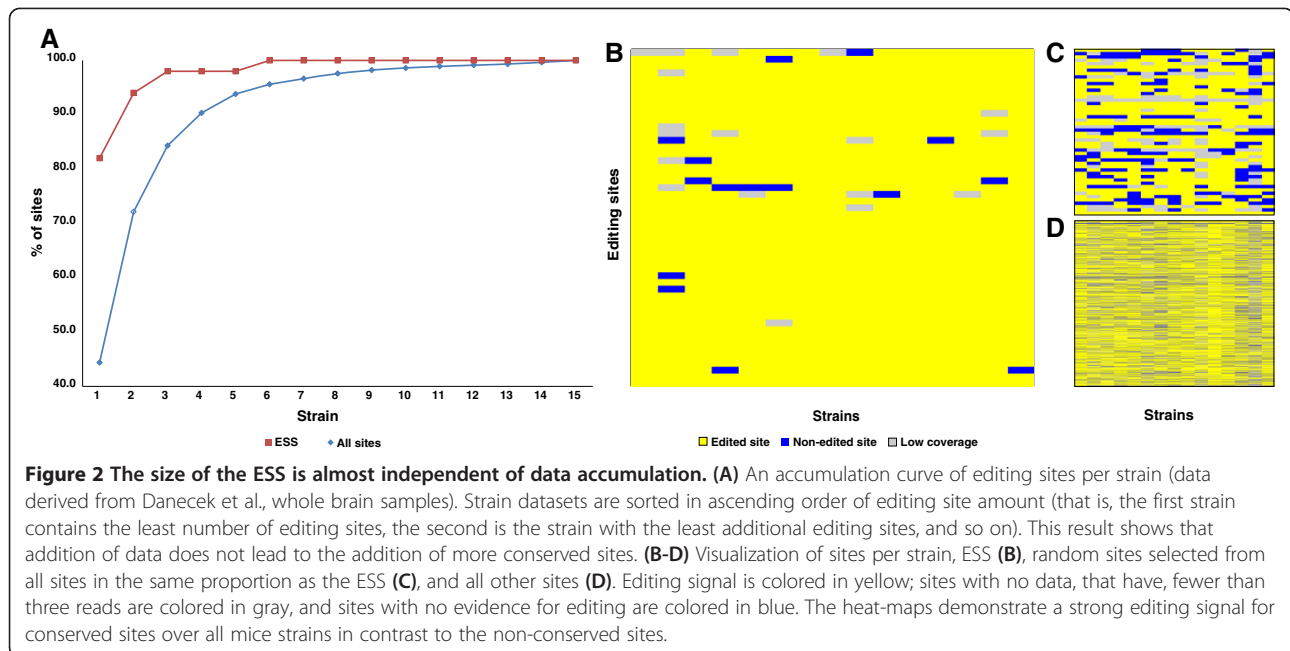 A
100.0
90.0
80.0
70.0
60.0
50.0
40.0
% of sites
1 2 3 4 5 6 7 8 9 10 11 12 13 14 15
Strain
ESS All sites
B
Editing sites
Strains
Edited site Non-edited site Low coverage
C
D
Strains
Figure 2 The size of the ESS is almost independent of data accumulation. (A) An accumulation curve of editing sites per strain (data
derived from Danecek et al., whole brain samples). Strain datasets are sorted in ascending order of editing site amount (that is, the first strain
contains the least number of editing sites, the second is the strain with the least additional editing sites, and so on). This result shows that
addition of data does not lead to the addition of more conserved sites. (B-D) Visualization of sites per strain, ESS (B), random sites selected from
all sites in the same proportion as the ESS (C), and all other sites (D). Editing signal is colored in yellow; sites with no data, that have, fewer than
three reads are colored in gray, and sites with no evidence for editing are colored in blue. The heat-maps demonstrate a strong editing signal for
conserved sites over all mice strains in contrast to the non-conserved sites.